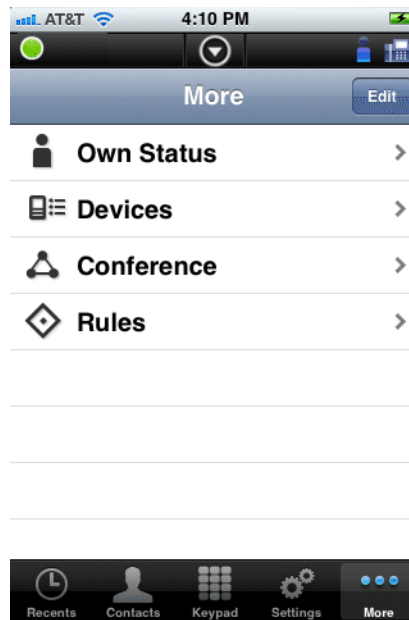 AT&T 4:10 PM
More Edit
Own Status
Devices
Conference
Rules
Recents Contacts Keypad Settings More